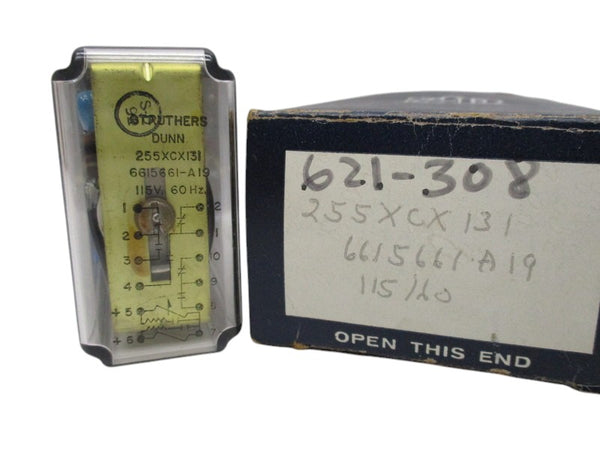 STRUTHERS
DUNN
255XCX131
6615661-A19
115V, 60 Hz.
1 12
2 11
3 10
4 9
+5 8
+6 7
621-308
255XCX131
6615661-A19
115/60
OPEN THIS END